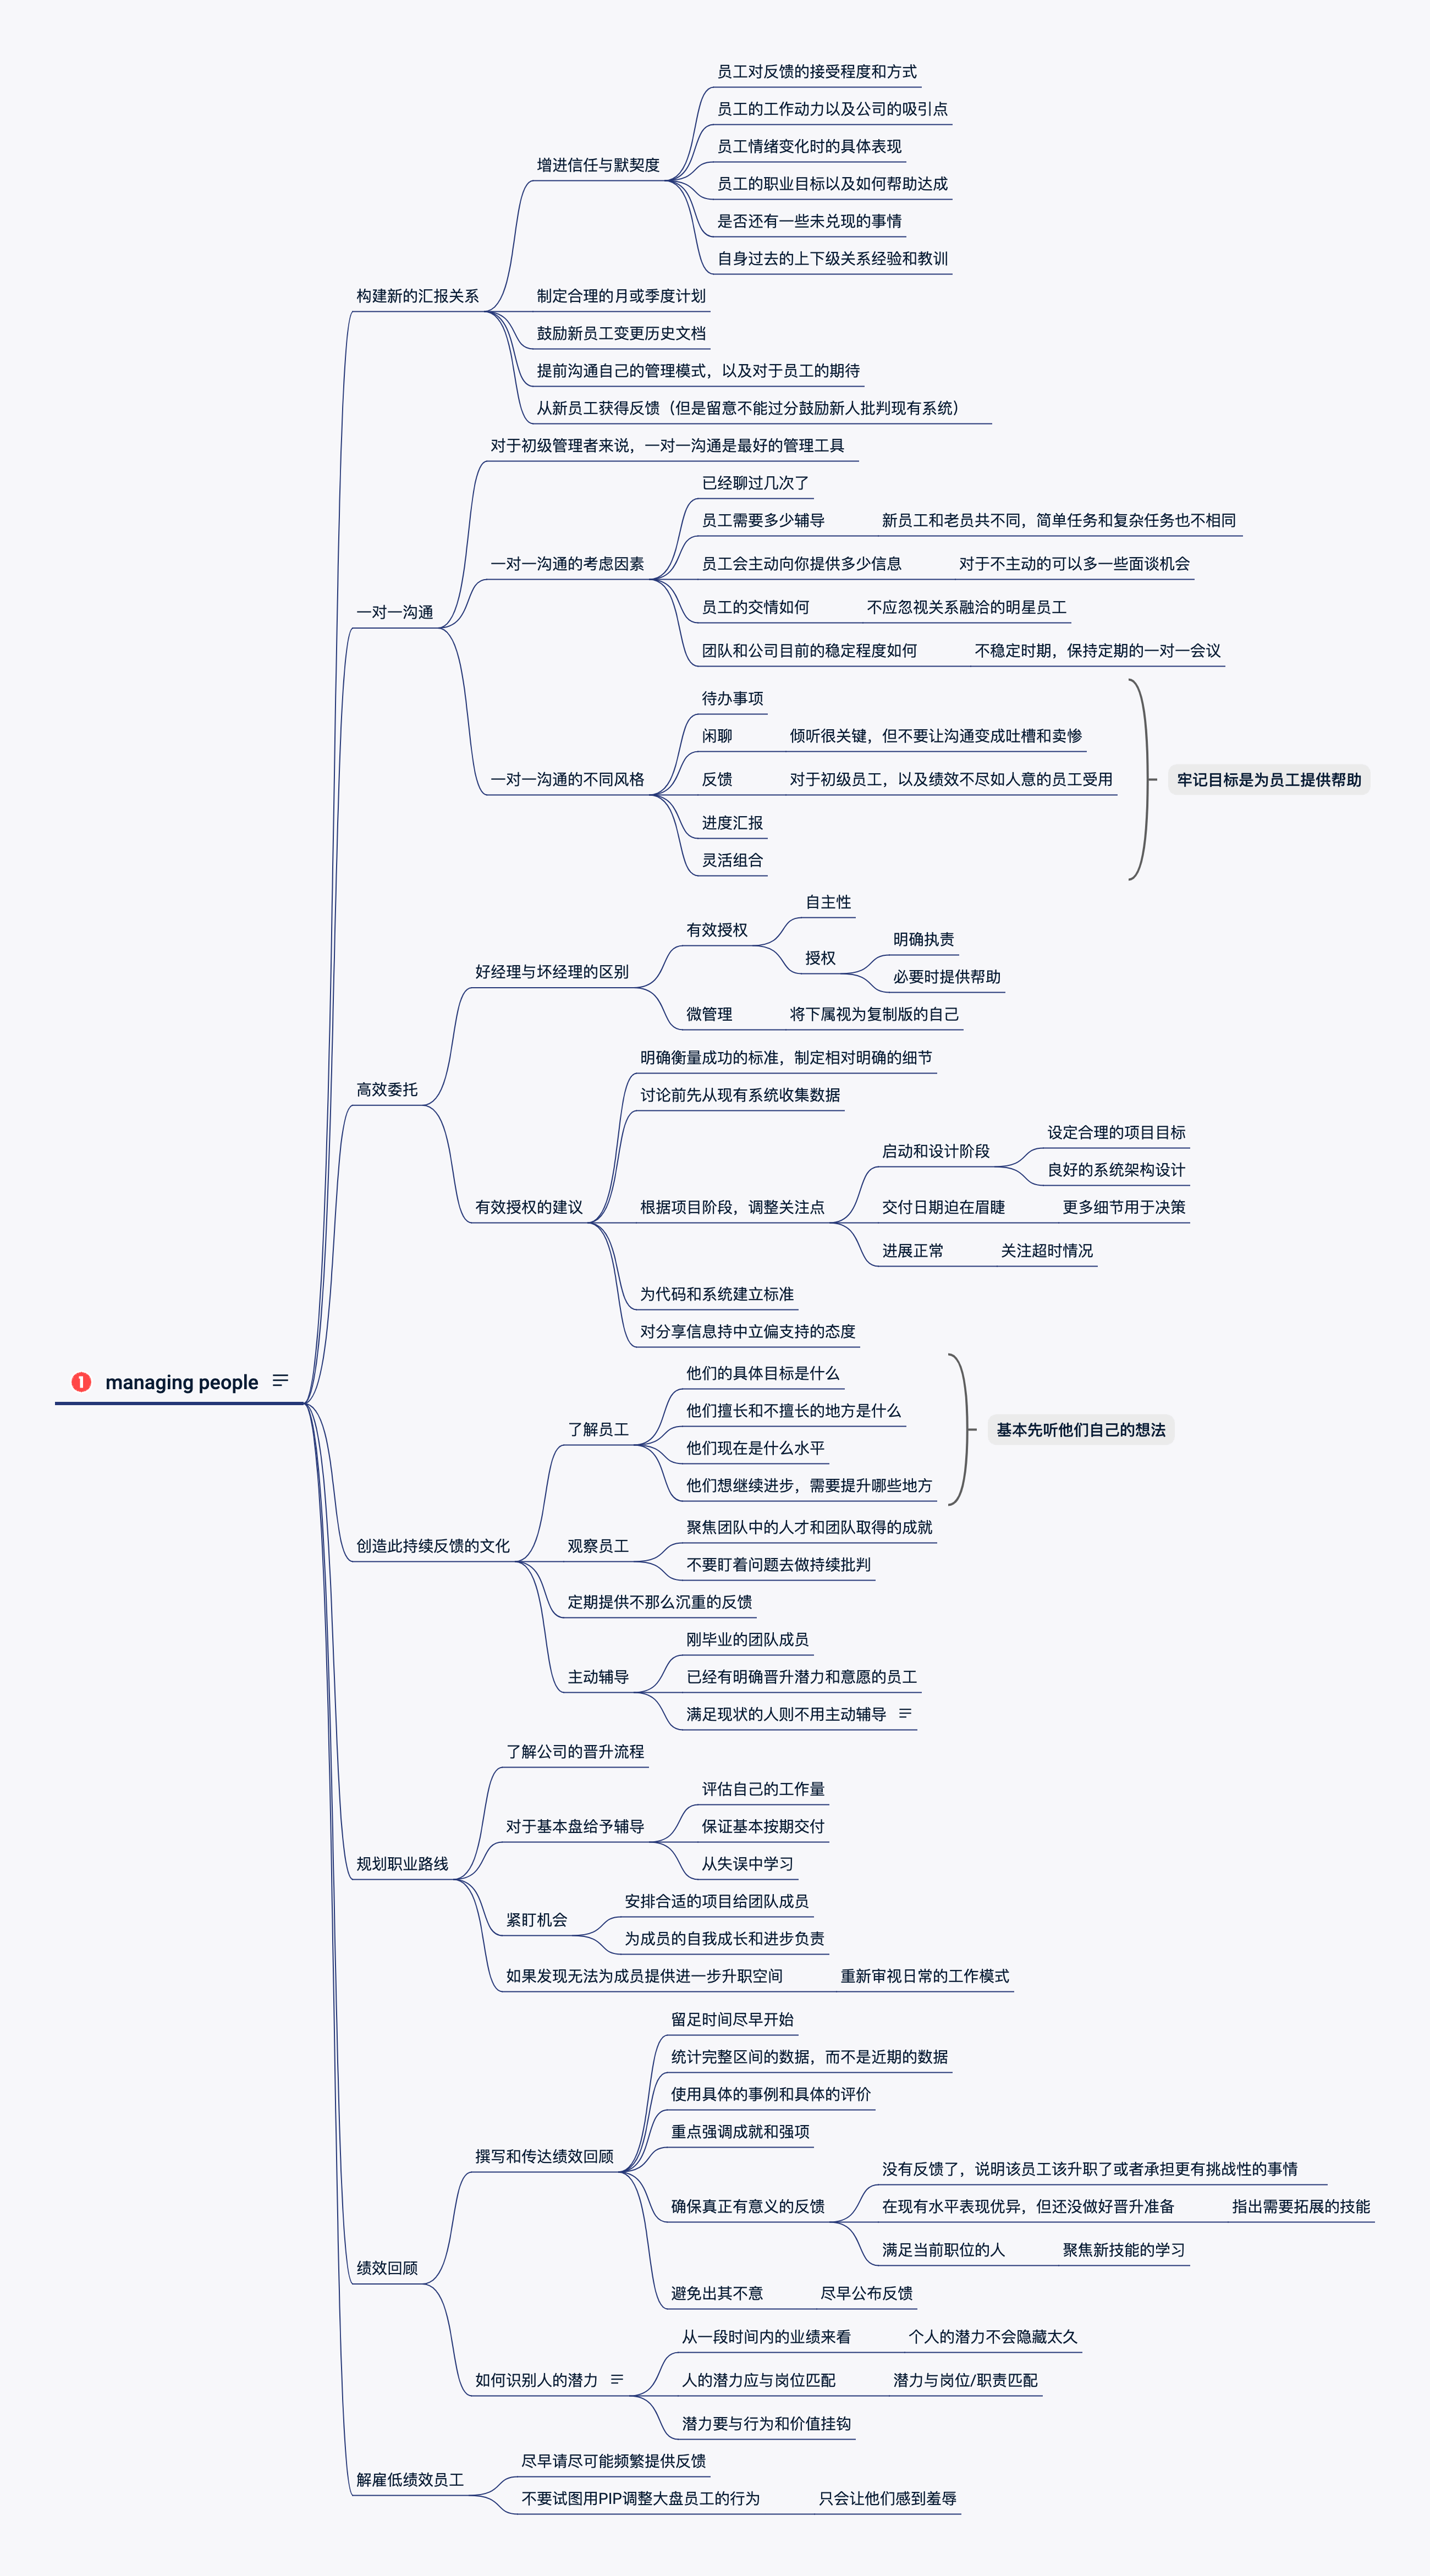 员工对反馈的接受程度和方式
员工的工作动力以及公司的吸引点
员工情绪变化时的具体表现
增进信任与默契度
员工的职业目标以及如何帮助达成
是否还有一些未兑现的事情
自身过去的上下级关系经验和教训
构建新的汇报关系
制定合理的月或季度计划
鼓励新员工变更历史文档
提前沟通自己的管理模式，以及对于员工的期待
从新员工获得反馈（但是留意不能过分鼓励新人批判现有系统）
对于初级管理者来说，一对一沟通是最好的管理工具
已经聊过几次了
员工需要多少辅导
新员工和老员共不同，简单任务和复杂任务也不相同
一对一沟通的考虑因素
员工会主动向你提供多少信息
对于不主动的可以多一些面谈机会
一对一沟通
员工的交情如何
不应忽视关系融洽的明星员工
团队和公司目前的稳定程度如何
不稳定时期，保持定期的一对一会议
待办事项
闲聊
倾听很关键，但不要让沟通变成吐槽和卖惨
一对一沟通的不同风格
反馈
对于初级员工，以及绩效不尽如人意的员工受用
牢记目标是为员工提供帮助
进度汇报
灵活组合
自主性
有效授权
明确执责
授权
好经理与坏经理的区别
必要时提供帮助
微管理
将下属视为复制版的自己
明确衡量成功的标准，制定相对明确的细节
高效委托
讨论前先从现有系统收集数据
设定合理的项目目标
启动和设计阶段
良好的系统架构设计
有效授权的建议
根据项目阶段，调整关注点
交付日期迫在眉睫
更多细节用于决策
进展正常
关注超时情况
为代码和系统建立标准
对分享信息持中立偏支持的态度
1 managing people
他们的具体目标是什么
他们擅长和不擅长的地方是什么
了解员工
基本先听他们自己的想法
他们现在是什么水平
他们想继续进步，需要提升哪些地方
聚焦团队中的人才和团队取得的成就
创造此持续反馈的文化
观察员工
不要盯着问题去做持续批判
定期提供不那么沉重的反馈
刚毕业的团队成员
主动辅导
已经有明确晋升潜力和意愿的员工
满足现状的人则不用主动辅导
了解公司的晋升流程
评估自己的工作量
对于基本盘给予辅导
保证基本按期交付
规划职业路线
从失误中学习
安排合适的项目给团队成员
紧盯机会
为成员的自我成长和进步负责
如果发现无法为成员提供进一步升职空间
重新审视日常的工作模式
留足时间尽早开始
统计完整区间的数据，而不是近期的数据
使用具体的事例和具体的评价
重点强调成就和强项
撰写和传达绩效回顾
没有反馈了，说明该员工该升职了或者承担更有挑战性的事情
确保真正有意义的反馈
在现有水平表现优异，但还没做好晋升准备
指出需要拓展的技能
满足当前职位的人
聚焦新技能的学习
绩效回顾
避免出其不意
尽早公布反馈
从一段时间内的业绩来看
个人的潜力不会隐藏太久
如何识别人的潜力
人的潜力应与岗位匹配
潜力与岗位/职责匹配
潜力要与行为和价值挂钩
尽早请尽可能频繁提供反馈
解雇低绩效员工
不要试图用PIP调整大盘员工的行为
只会让他们感到羞辱